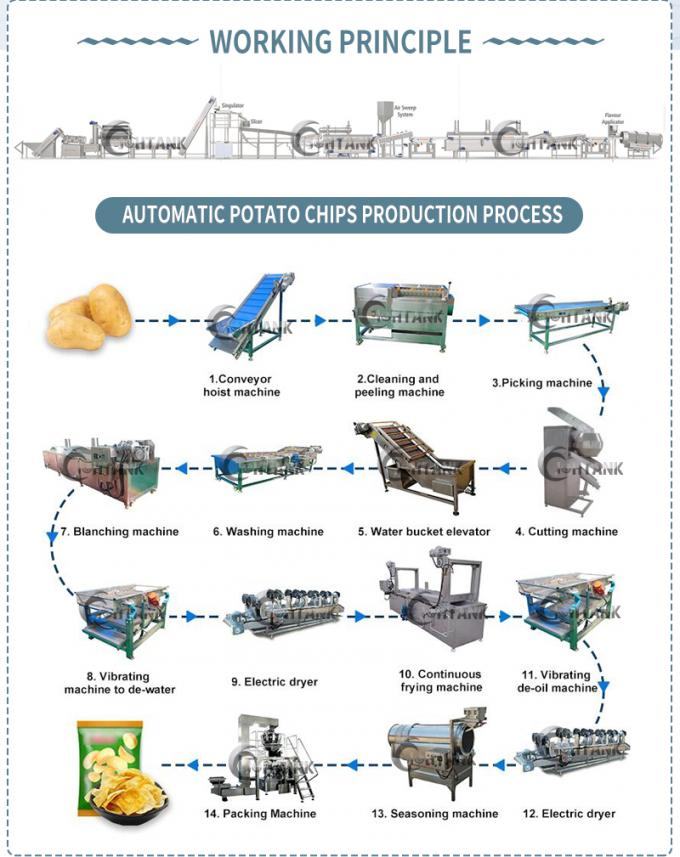 WORKING PRINCIPLE
Singulator
Slicer
Air Sweep
System
Flavour
Applicator
AUTOMATIC POTATO CHIPS PRODUCTION PROCESS
1.Conveyor
hoist machine
2.Cleaning and
peeling machine
3.Picking machine
7. Blanching machine
6. Washing machine
5. Water bucket elevator
4. Cutting machine
8. Vibrating
machine to de-water
9. Electric dryer
10. Continuous
frying machine
11. Vibrating
de-oil machine
14. Packing Machine
13. Seasoning machine
12. Electric dryer